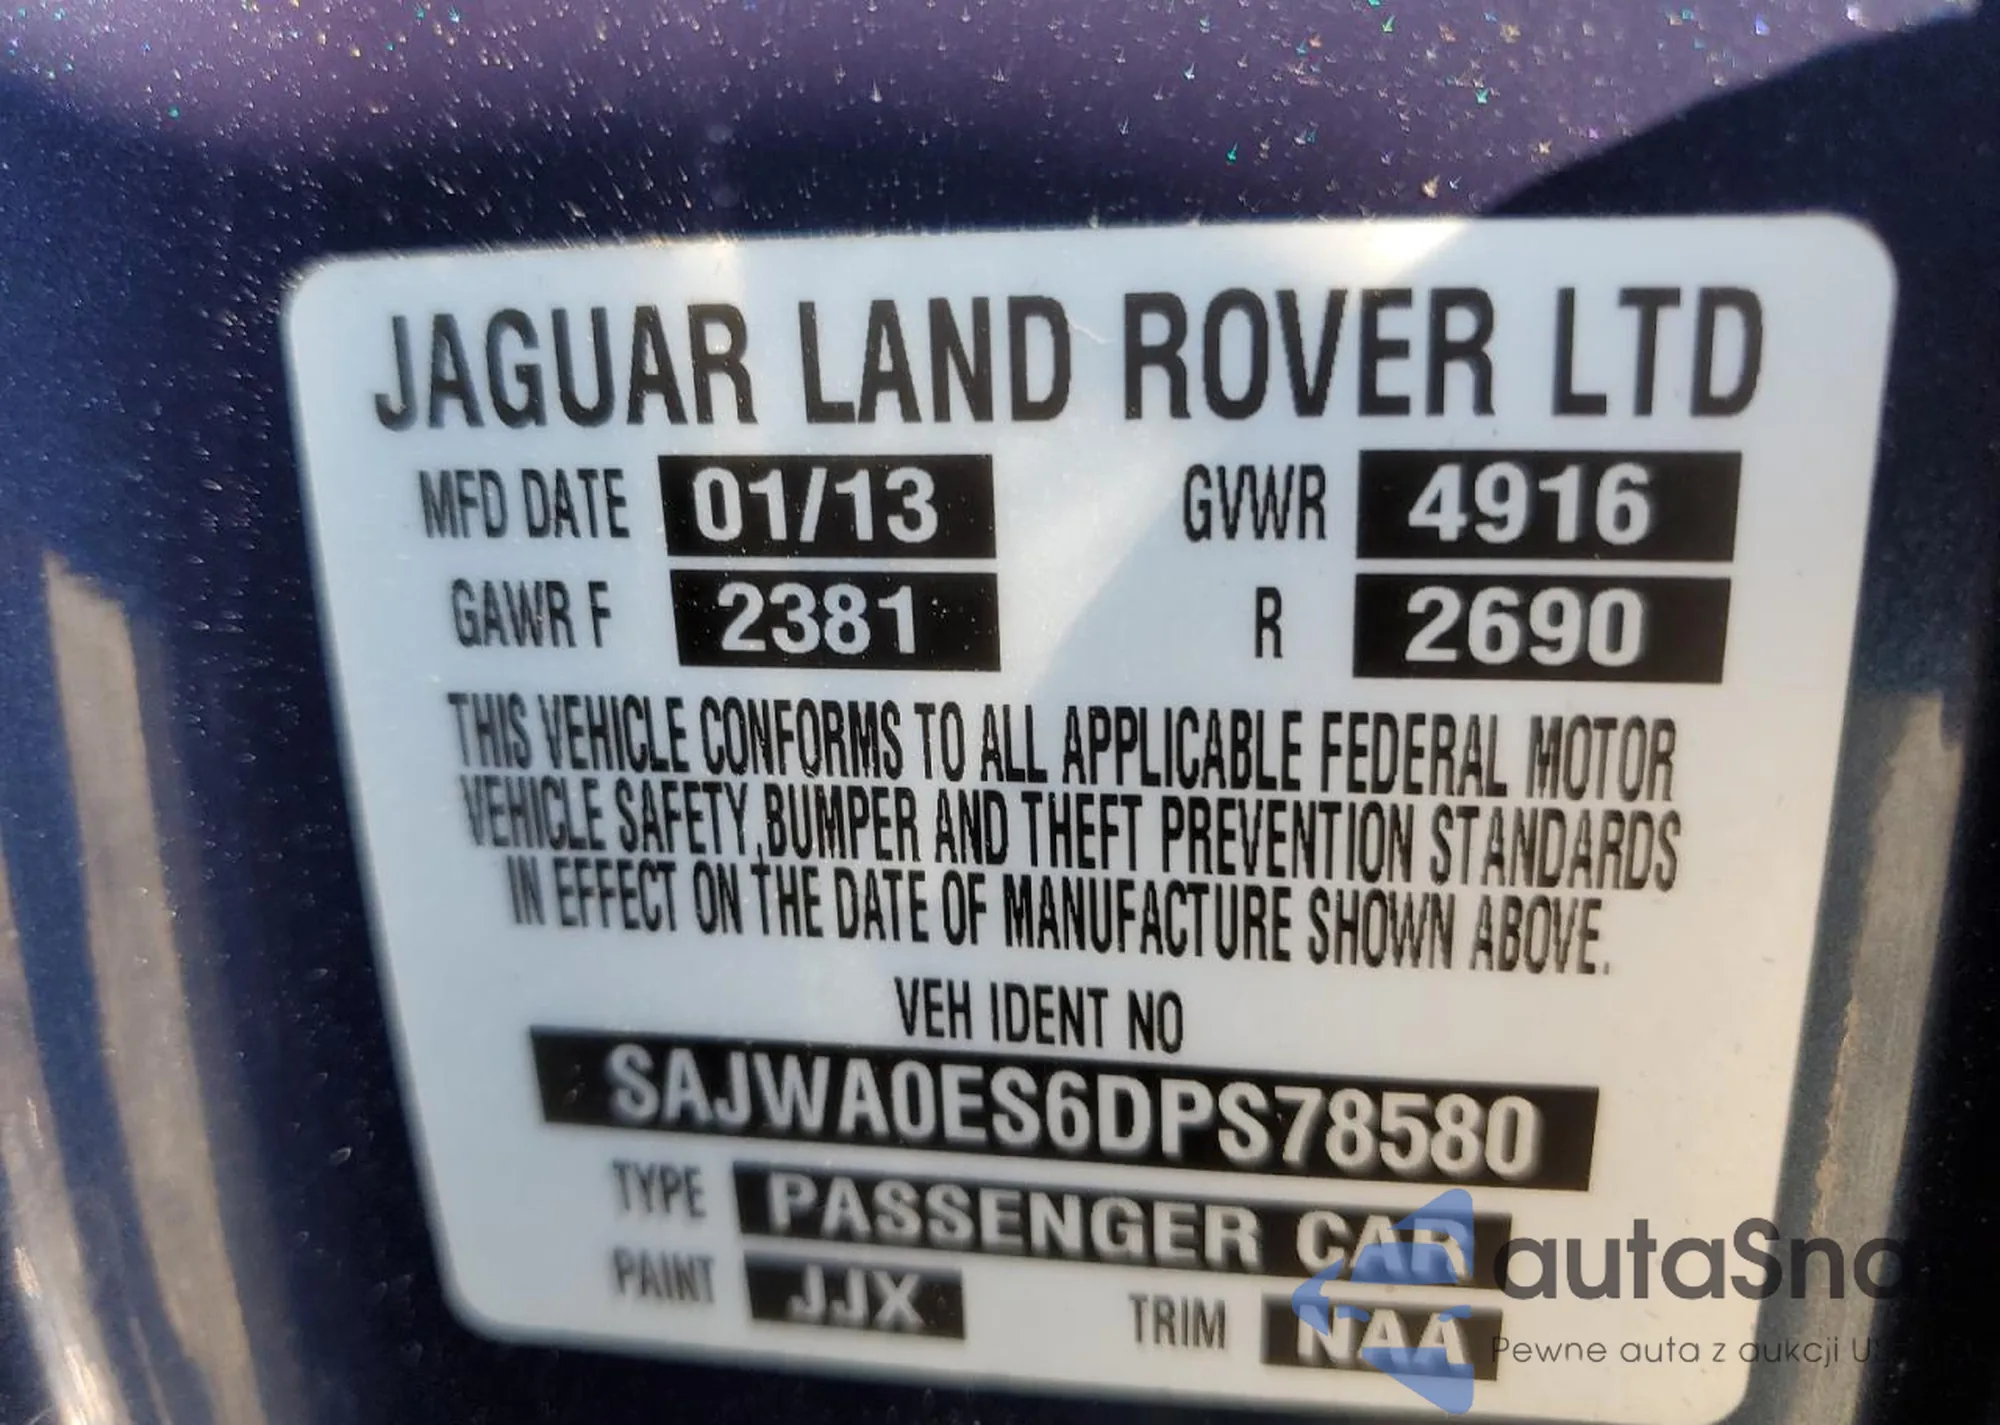 JAGUAR LAND ROVER LTD
MFD DATE 01/13 GVWR 4916
GAWR F 2381 R 2690
THIS VEHICLE CONFORMS TO ALL APPLICABLE FEDERAL MOTOR
VEHICLE SAFETY,BUMPER AND THEFT PREVENTION STANDARDS
IN EFFECT ON THE DATE OF MANUFACTURE SHOWN ABOVE.
VEH IDENT NO
SAJWA0ES6DPS78580
TYPE PASSENGER CAR
PAINT JJX TRIM NAA
autaSna
Pewne auta z aukcji